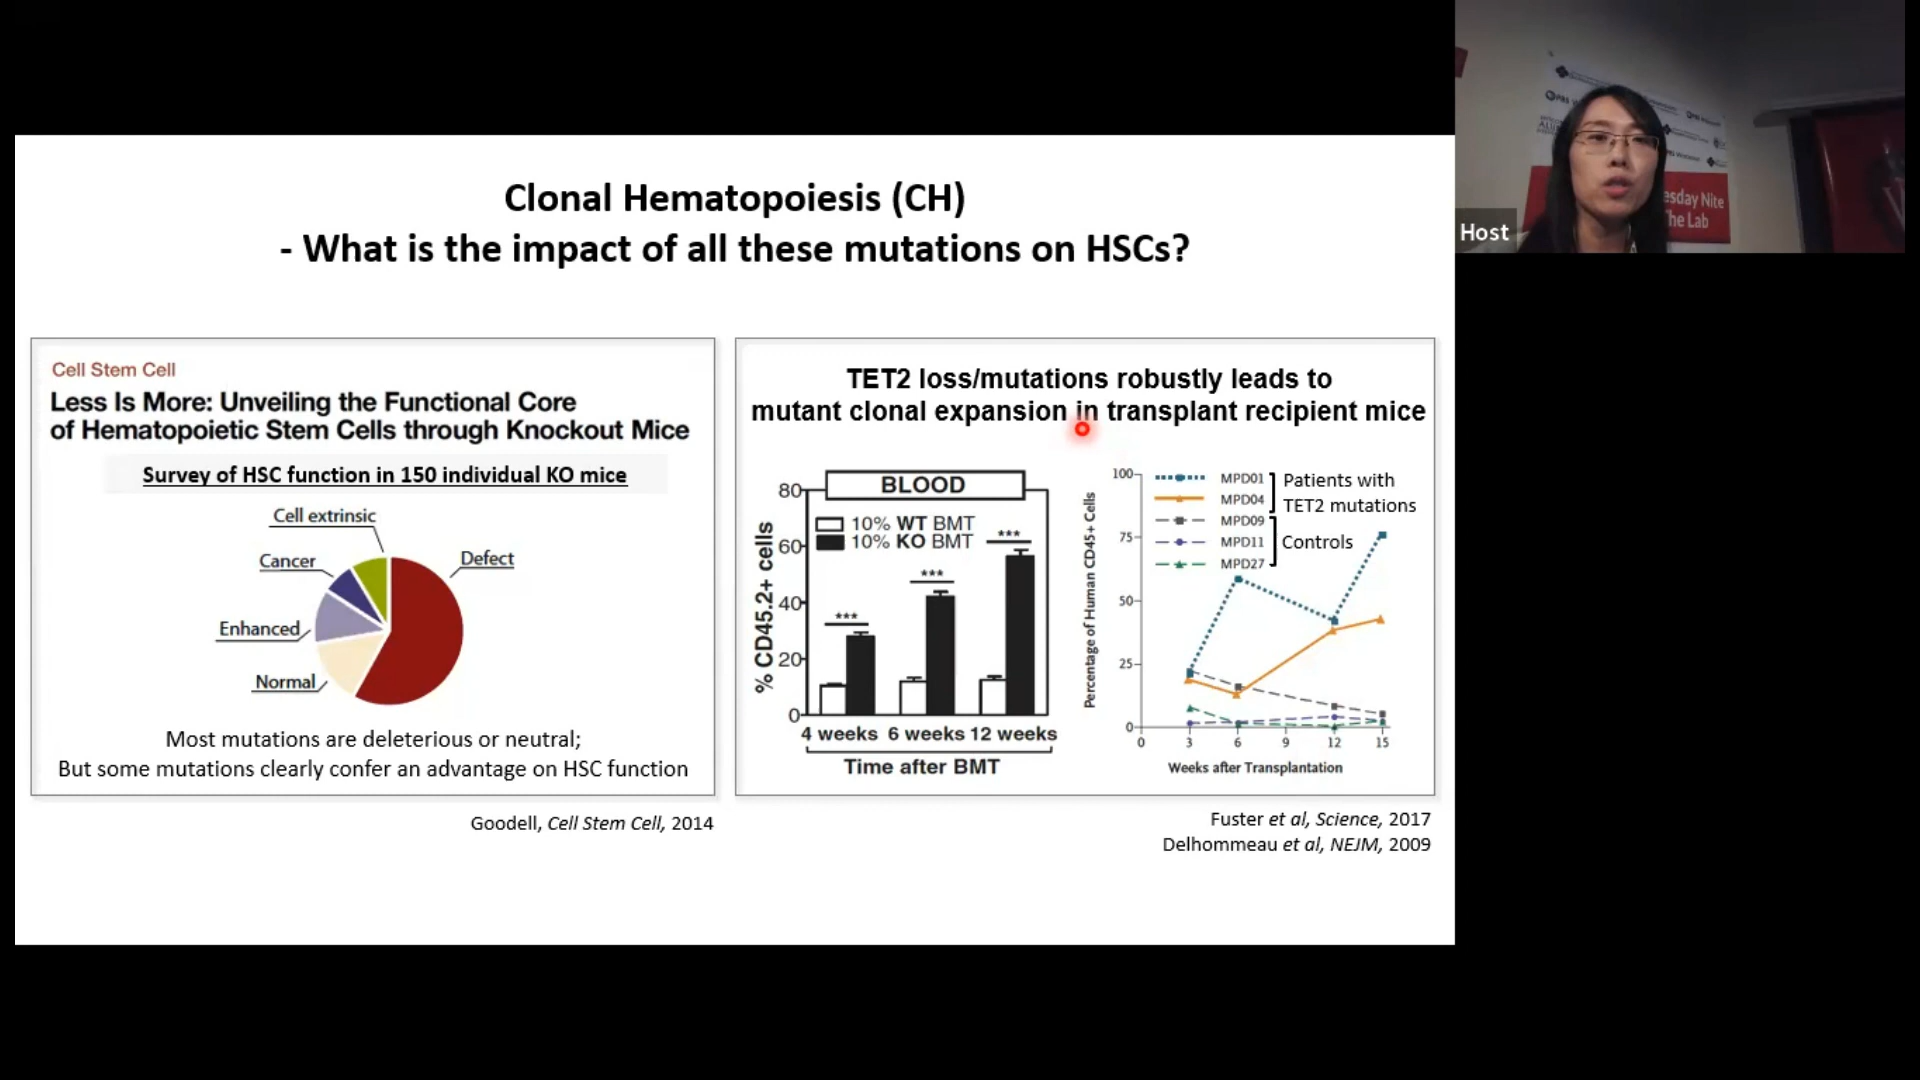 Clonal Hematopoiesis (CH)
- What is the impact of all these mutations on HSCs?
Cell Stem Cell
Less Is More: Unveiling the Functional Core
of Hematopoietic Stem Cells through Knockout Mice
Survey of HSC function in 150 individual KO mice
Cell extrinsic
Cancer
Defect
Enhanced
Normal
Most mutations are deleterious or neutral;
But some mutations clearly confer an advantage on HSC function
Goodell, Cell Stem Cell, 2014
TET2 loss/mutations robustly leads to
mutant clonal expansion in transplant recipient mice
BLOOD
10% WT BMT
10% KO BMT
% CD45.2+ cells
80
60
40
20
0
***
***
***
4 weeks 6 weeks 12 weeks
Time after BMT
Percentage of Human CD45+ Cells
100
75
50
25
0
MPD01
MPD04
MPD09
MPD11
MPD27
Patients with
TET2 mutations
Controls
0 3 6 9 12 15
Weeks after Transplantation
Fuster et al, Science, 2017
Delhommeau et al, NEJM, 2009
Host
esday Nite
he Lab